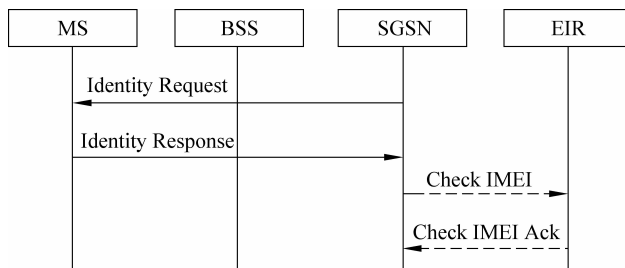 MS BSS SGSN EIR
Identity Request
Identity Response
Check IMEI
Check IMEI Ack